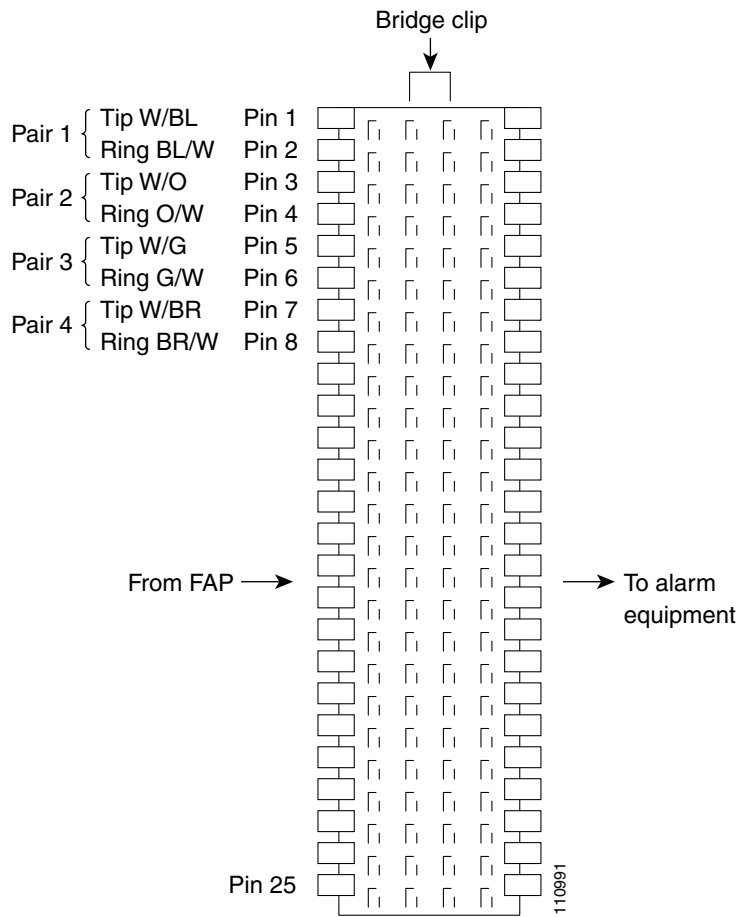 Bridge clip
Pair 1 Tip W/BL Pin 1
Ring BL/W Pin 2
Pair 2 Tip W/O Pin 3
Ring O/W Pin 4
Pair 3 Tip W/G Pin 5
Ring G/W Pin 6
Pair 4 Tip W/BR Pin 7
Ring BR/W Pin 8
From FAP
To alarm
equipment
Pin 25
110991